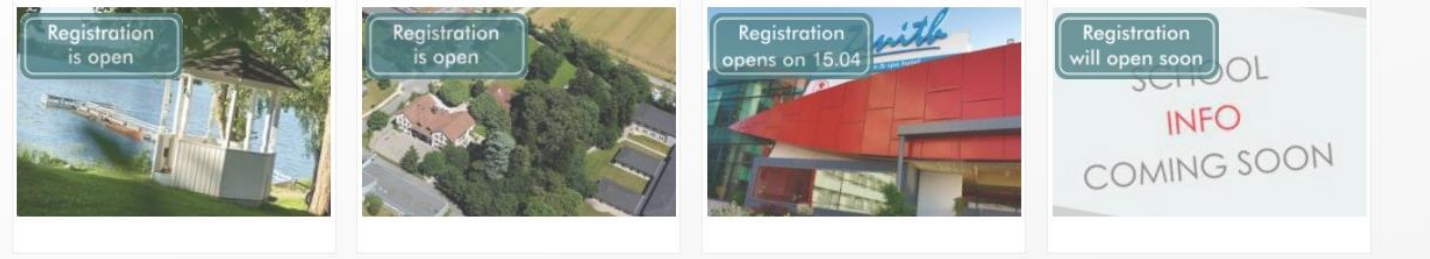 Registration
is open
Registration
is open
Registration
opens on 15.04
Registration
will open soon
SCHOOL
INFO
COMING SOON